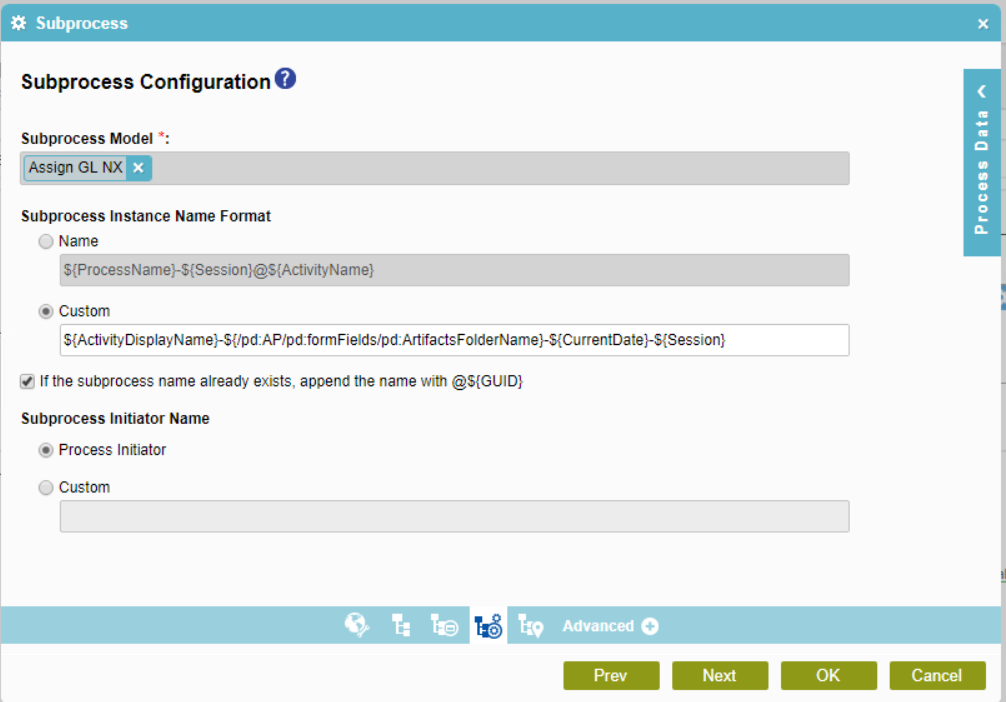 Subprocess
Subprocess Configuration ?
Subprocess Model *:
Assign GL NX
Subprocess Instance Name Format
Name
${ProcessName}-${Session}@${ActivityName}
Custom
${ActivityDisplayName}-${/pd:AP/pd:formFields/pd:ArtifactsFolderName}-${CurrentDate}-${Session}
If the subprocess name already exists, append the name with @${GUID}
Subprocess Initiator Name
Process Initiator
Custom
Process Data
Advanced
Prev
Next
OK
Cancel